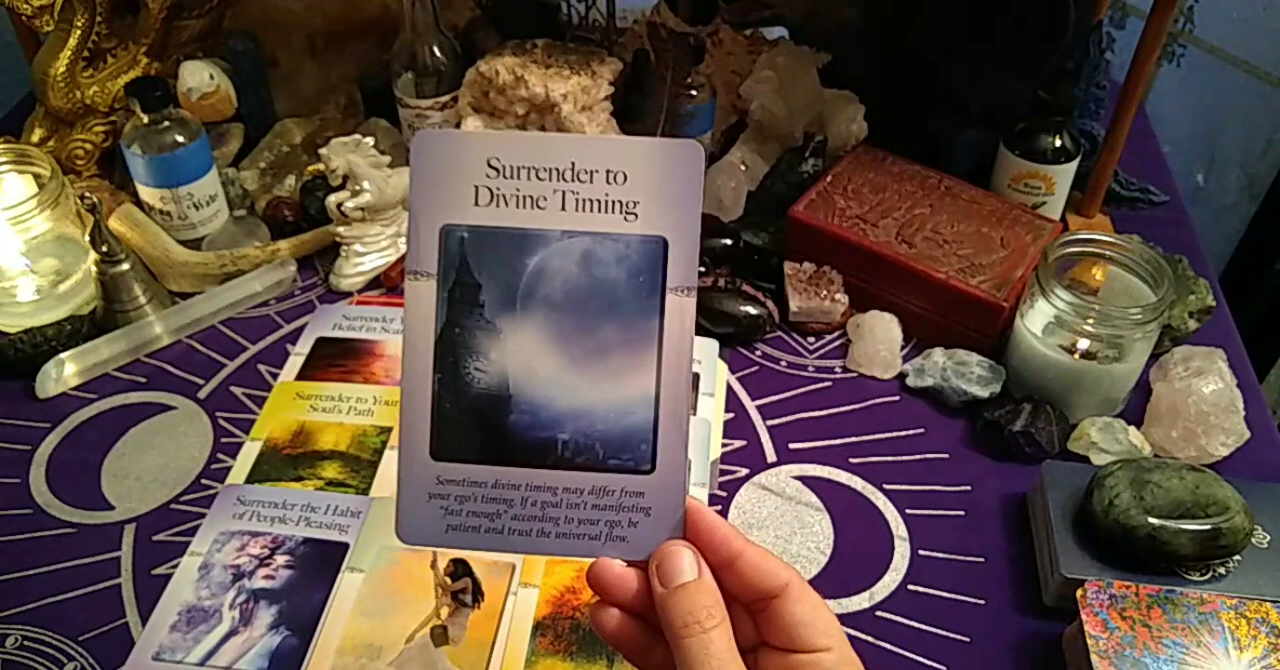 Surrender to
Divine Timing
Sometimes divine timing may differ from
your ego's timing. If a goal isn't manifesting
"fast enough" according to your ego, be
patient and trust the universal flow.
Surrender
Belief in
Surrender to Your
Soul's Path
Surrender the Habit
of People-Pleasing